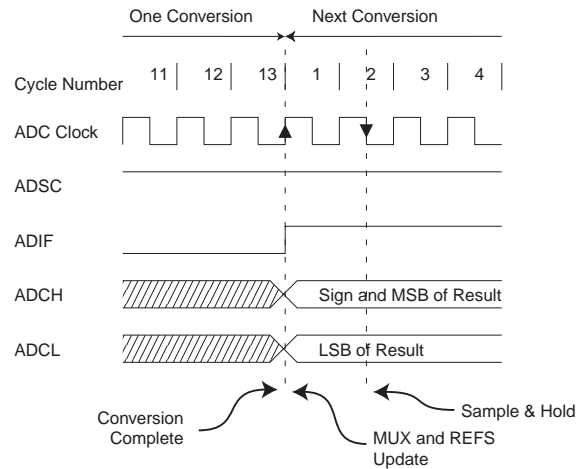 One Conversion
Next Conversion
Cycle Number
11
12
13
1
2
3
4
ADC Clock
ADSC
ADIF
ADCH
Sign and MSB of Result
ADCL
LSB of Result
Conversion
Complete
MUX and REFS
Update
Sample & Hold